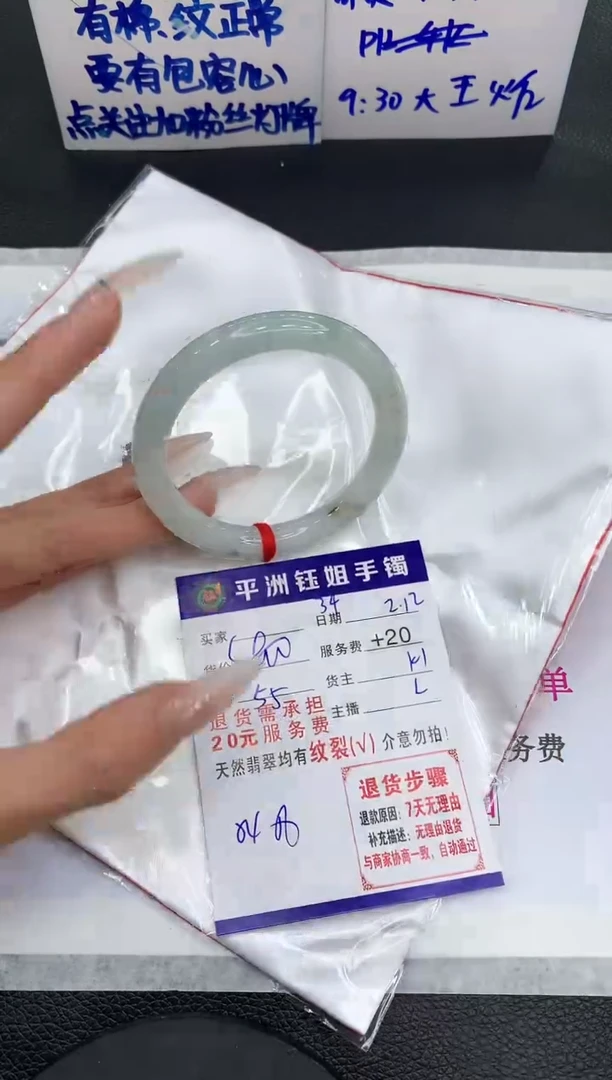 有棉、纹正常
要有包容心
点关注加粉丝灯牌
9:30大王炸
平洲钰姐手镯
34
买家
日期 2.12
服务费 +20
55
货主 K1
退货需承担
主播 L
20元服务费
天然翡翠均有纹裂(√)介意勿拍!
退货步骤
退款原因:7天无理由
补充描述:无理由退货
与商家协商一致,自动通过
单
务费